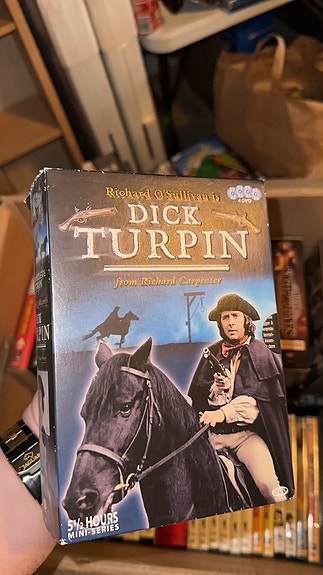 Richard O'Sullivan is
4 DVD
DICK
TURPIN
from Richard Carpenter
5½ HOURS
MINI-SERIES
TURPIN